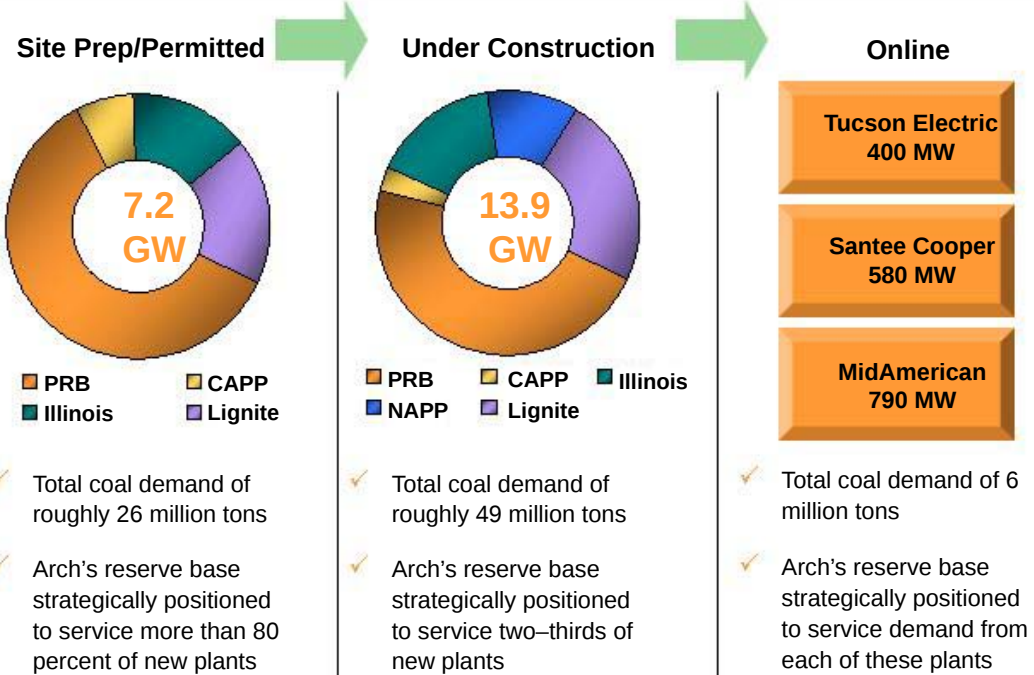 Site Prep/Permitted
7.2
GW
PRB
CAPP
Illinois
Lignite
Total coal demand of
roughly 26 million tons
Arch’s reserve base
strategically positioned
to service more than 80
percent of new plants
Under Construction
13.9
GW
PRB
CAPP
Illinois
NAPP
Lignite
Total coal demand of
roughly 49 million tons
Arch’s reserve base
strategically positioned
to service two–thirds of
new plants
Online
Tucson Electric
400 MW
Santee Cooper
580 MW
MidAmerican
790 MW
Total coal demand of 6
million tons
Arch’s reserve base
strategically positioned
to service demand from
each of these plants